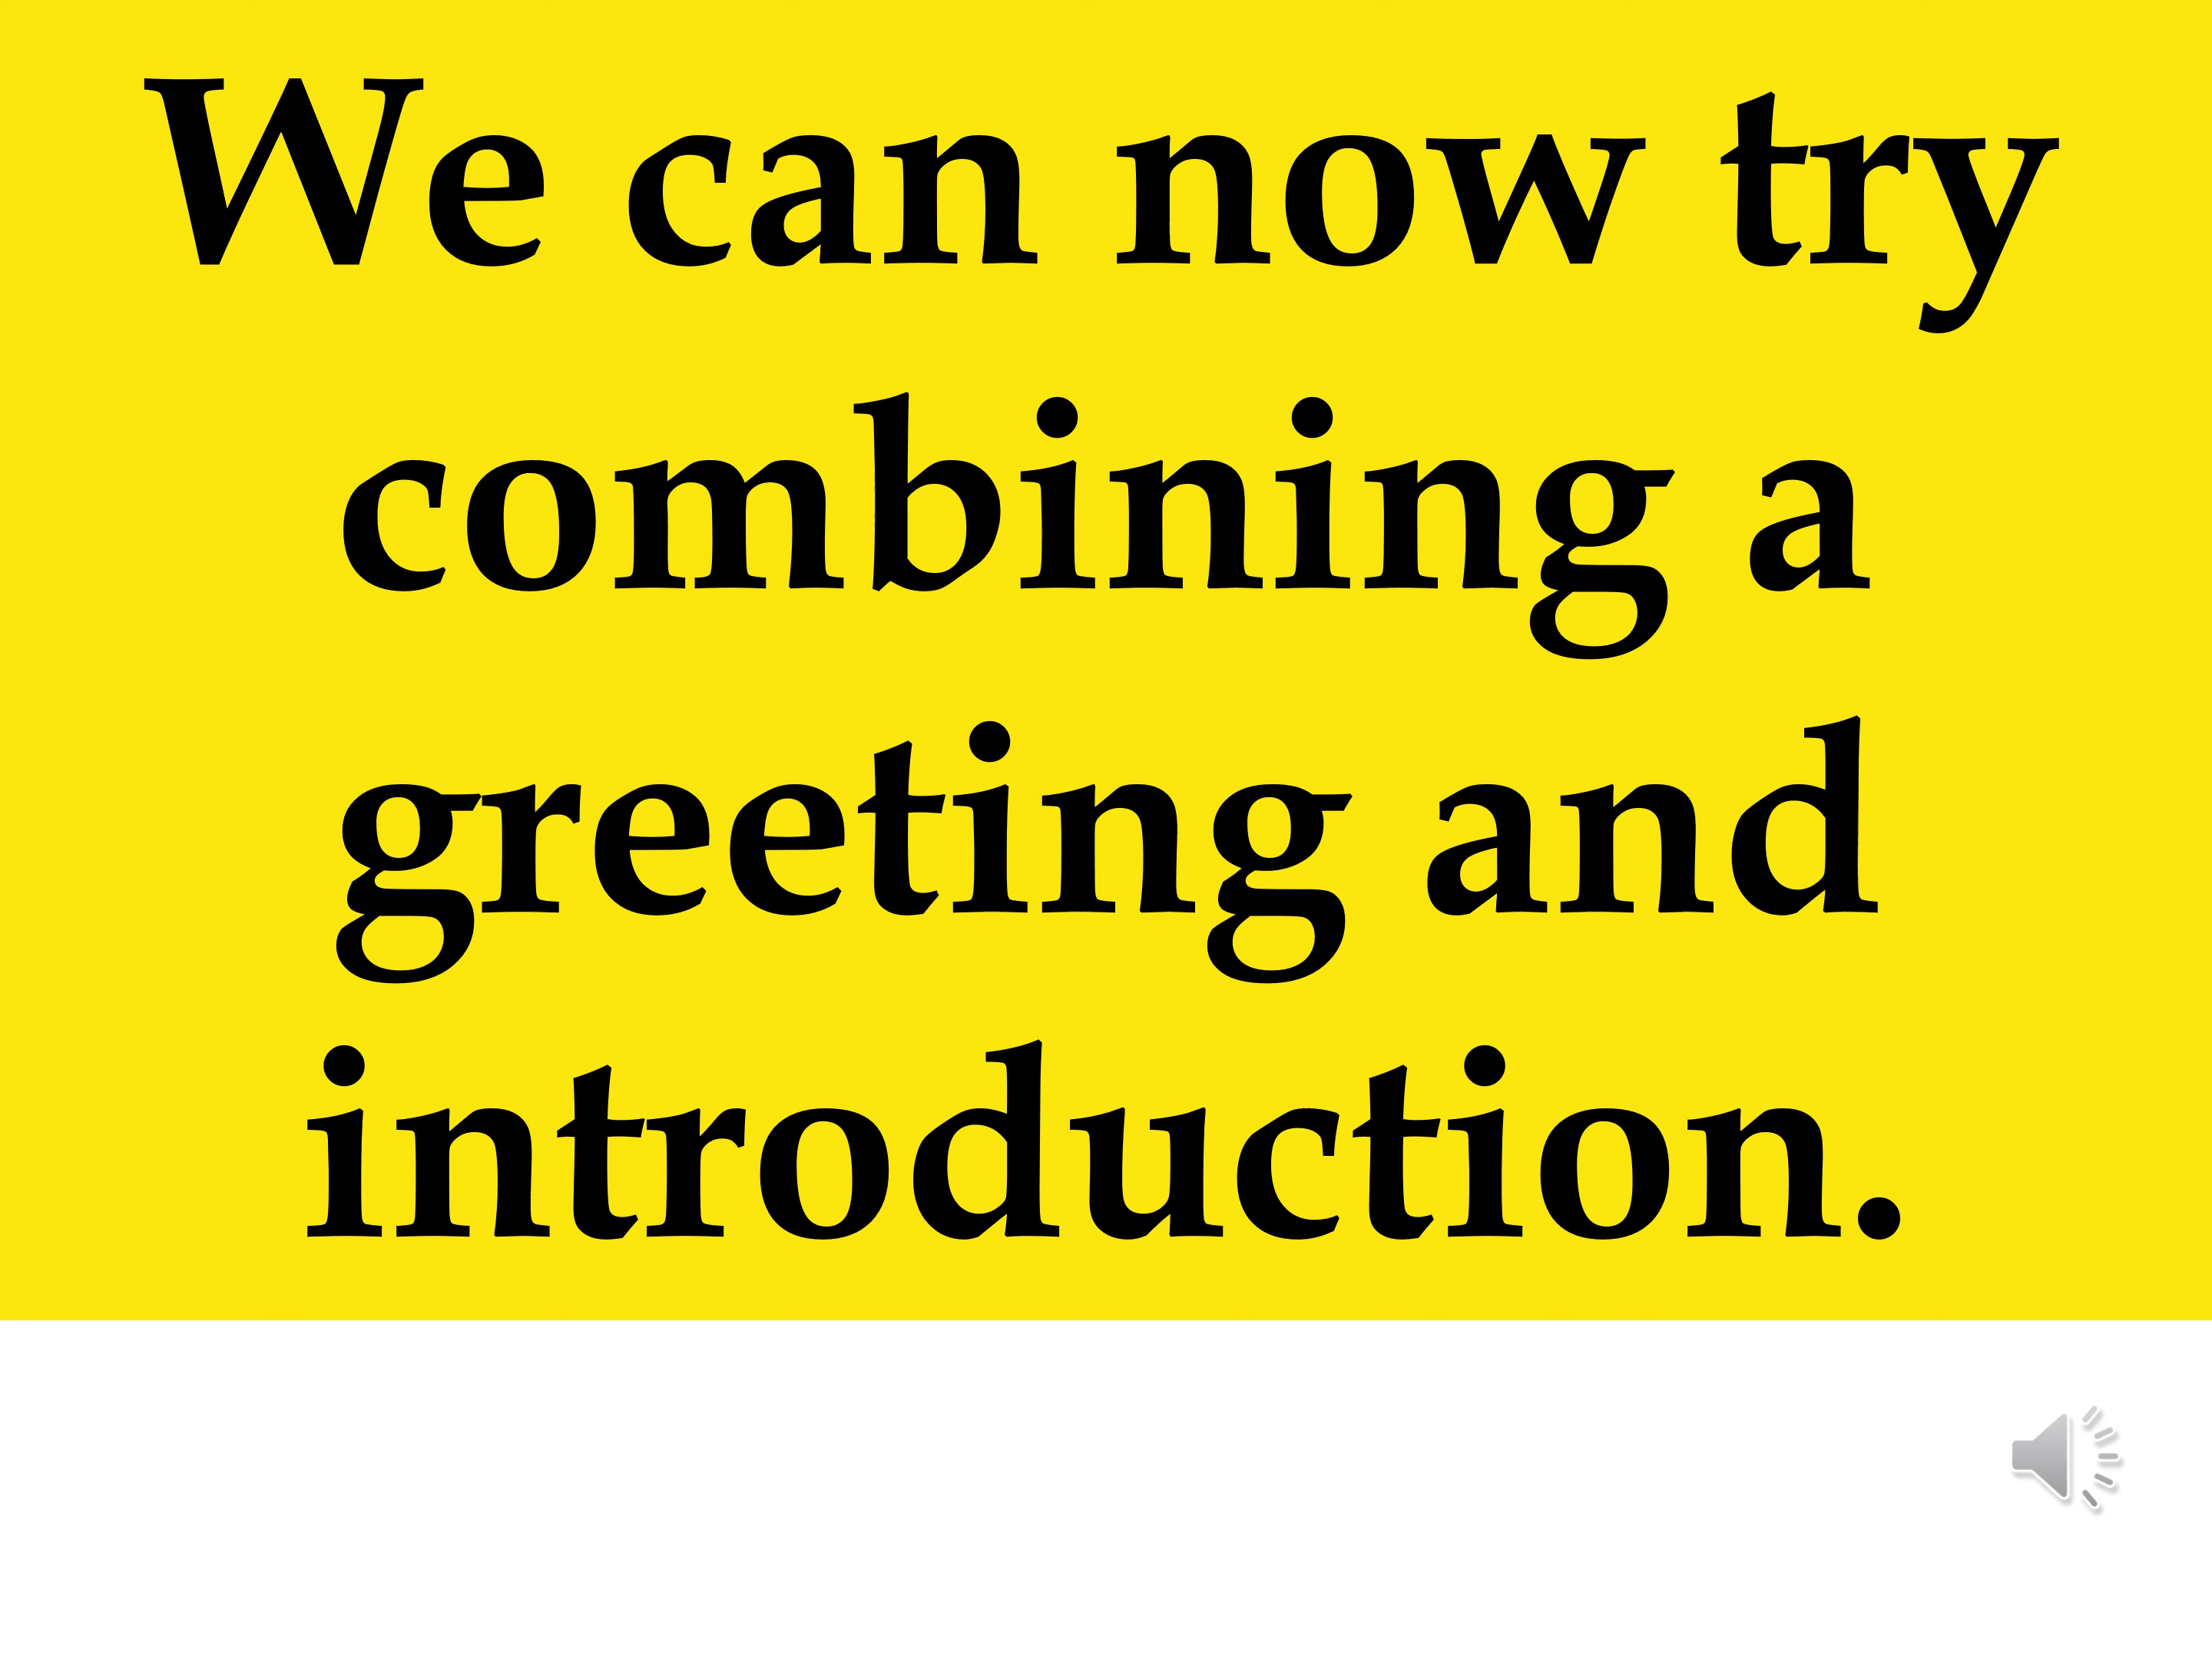 We can now try
combining a
greeting and
introduction.